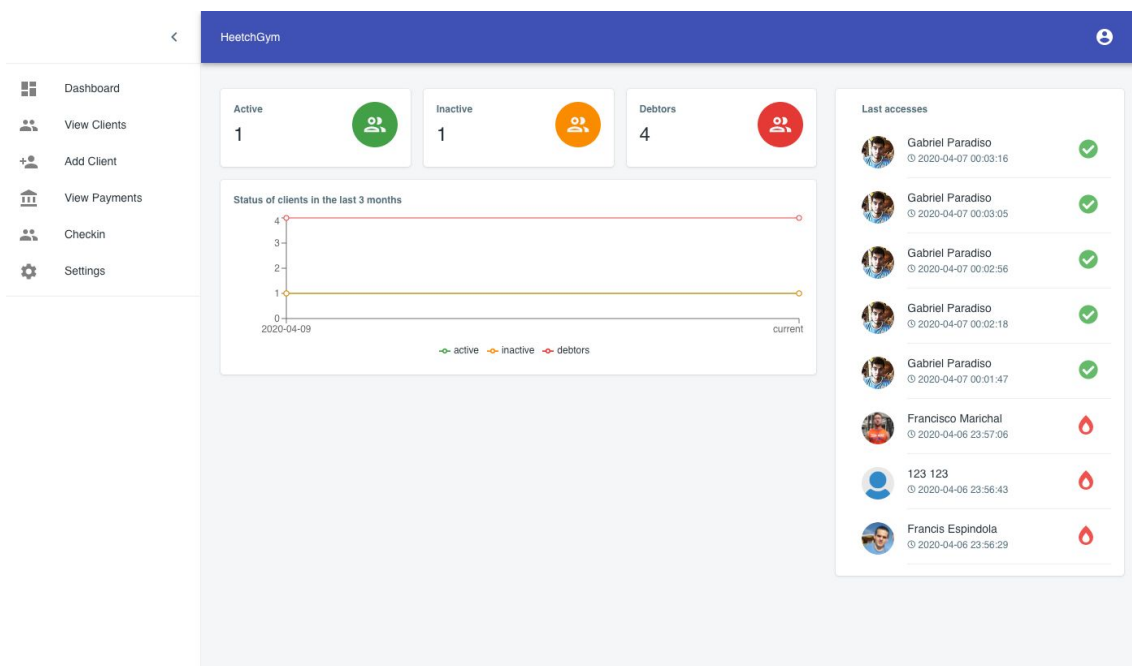 HeetchGym
Dashboard
View Clients
Add Client
View Payments
Checkin
Settings
Active
1
Inactive
1
Debtors
4
Status of clients in the last 3 months
4
3
2
1
0
2020-04-09
current
active inactive debtors
Last accesses
Gabriel Paradiso
2020-04-07 00:03:16
Gabriel Paradiso
2020-04-07 00:03:05
Gabriel Paradiso
2020-04-07 00:02:56
Gabriel Paradiso
2020-04-07 00:02:18
Gabriel Paradiso
2020-04-07 00:01:47
Francisco Marichal
2020-04-06 23:57:06
123 123
2020-04-06 23:56:43
Francis Espindola
2020-04-06 23:56:29